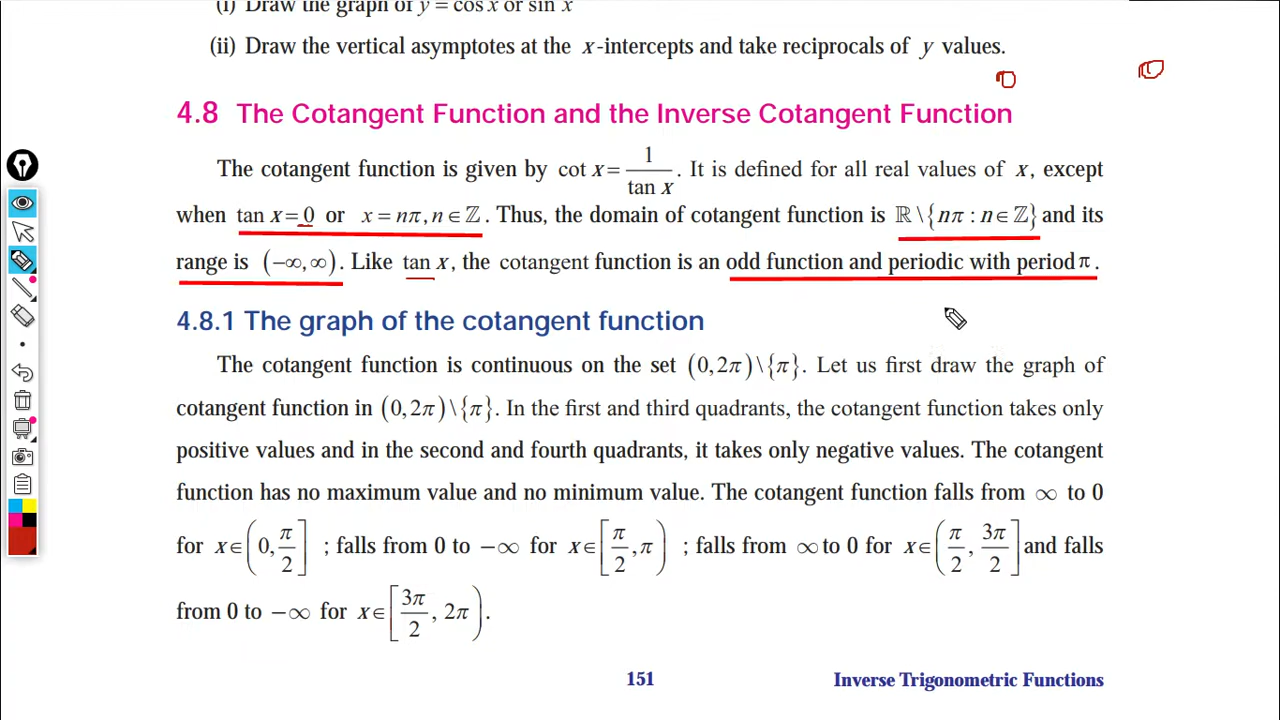 (i) Draw the graph of y = cos x or sin x
(ii) Draw the vertical asymptotes at the x-intercepts and take reciprocals of y values.
4.8 The Cotangent Function and the Inverse Cotangent Function
The cotangent function is given by cot x = 1/tan x. It is defined for all real values of x, except
when tan x = 0 or x = nπ, n ∈ ℤ. Thus, the domain of cotangent function is ℝ \ {nπ : n ∈ ℤ} and its
range is (−∞, ∞). Like tan x, the cotangent function is an odd function and periodic with period π.
4.8.1 The graph of the cotangent function
The cotangent function is continuous on the set (0, 2π) \ {π}. Let us first draw the graph of
cotangent function in (0, 2π) \ {π}. In the first and third quadrants, the cotangent function takes only
positive values and in the second and fourth quadrants, it takes only negative values. The cotangent
function has no maximum value and no minimum value. The cotangent function falls from ∞ to 0
for x ∈ (0, π/2] ; falls from 0 to −∞ for x ∈ [π/2, π) ; falls from ∞ to 0 for x ∈ (π/2, 3π/2] and falls
from 0 to −∞ for x ∈ [3π/2, 2π).
151 Inverse Trigonometric Functions